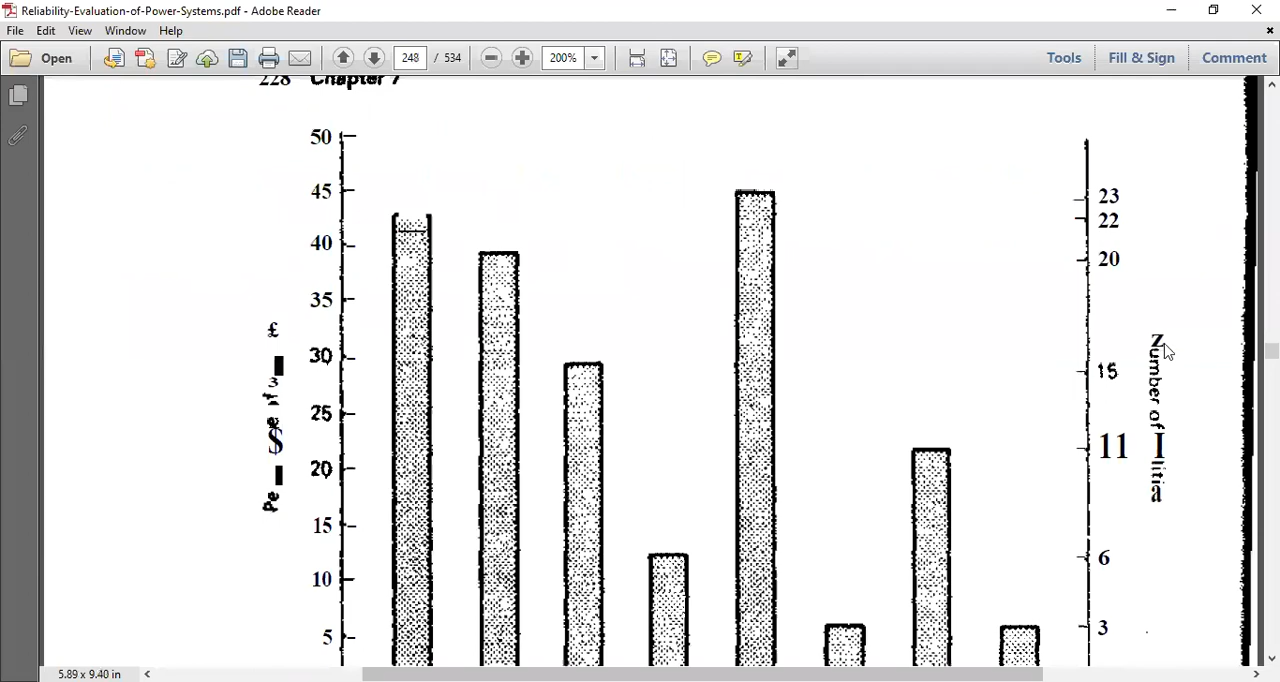 Reliability-Evaluation-of-Power-Systems.pdf - Adobe Reader
File Edit View Window Help
Open 248 / 534 200% Tools Fill & Sign Comment
228 Chapter 7
50
45
40
35
30
25
20
15
10
5
23
22
20
15
11
6
3
Number of
5.89 x 9.40 in